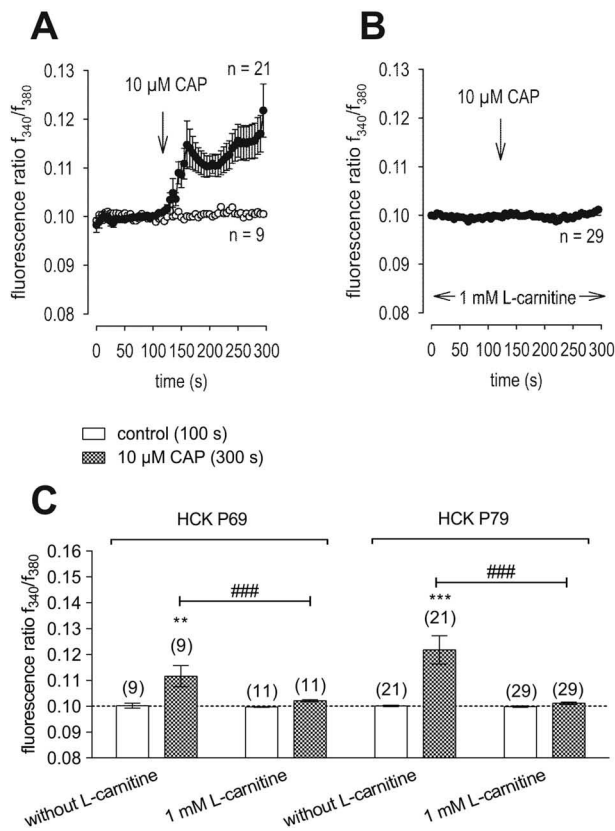 A
B
0.13
0.12
0.11
0.10
0.09
0.08
fluorescence ratio f340/f380
10 µM CAP
n = 21
n = 9
0 50 100 150 200 250 300
time (s)
0.13
0.12
0.11
0.10
0.09
0.08
fluorescence ratio f340/f380
10 µM CAP
n = 29
1 mM L-carnitine
0 50 100 150 200 250 300
time (s)
control (100 s)
10 µM CAP (300 s)
C
HCK P69
HCK P79
0.16
0.15
0.14
0.13
0.12
0.11
0.10
0.09
0.08
fluorescence ratio f340/f380
### ###
** ***
(9) (9) (11) (11) (21) (21) (29) (29)
without L-carnitine
1 mM L-carnitine
without L-carnitine
1 mM L-carnitine